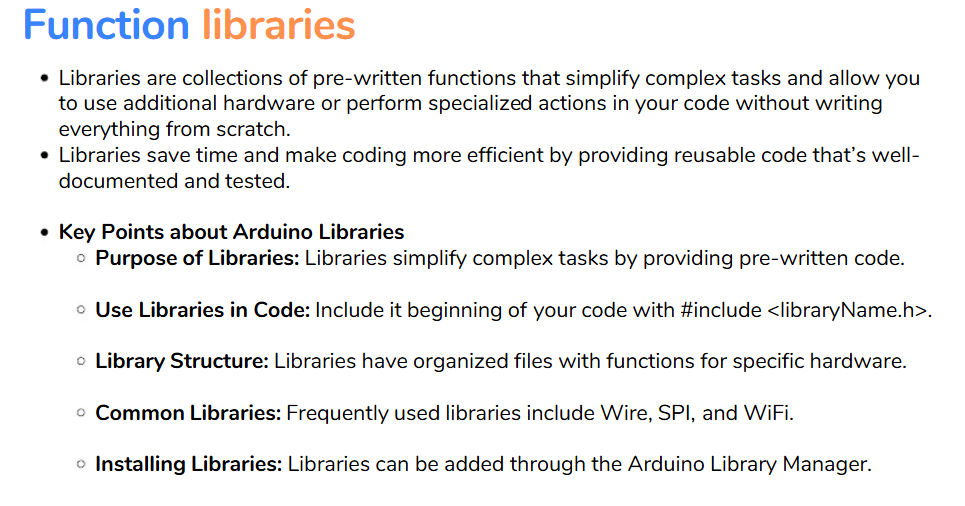 Function libraries
• Libraries are collections of pre-written functions that simplify complex tasks and allow you
to use additional hardware or perform specialized actions in your code without writing
everything from scratch.
• Libraries save time and make coding more efficient by providing reusable code that’s well-
documented and tested.
• Key Points about Arduino Libraries
○ Purpose of Libraries: Libraries simplify complex tasks by providing pre-written code.
○ Use Libraries in Code: Include it beginning of your code with #include <libraryName.h>.
○ Library Structure: Libraries have organized files with functions for specific hardware.
○ Common Libraries: Frequently used libraries include Wire, SPI, and WiFi.
○ Installing Libraries: Libraries can be added through the Arduino Library Manager.